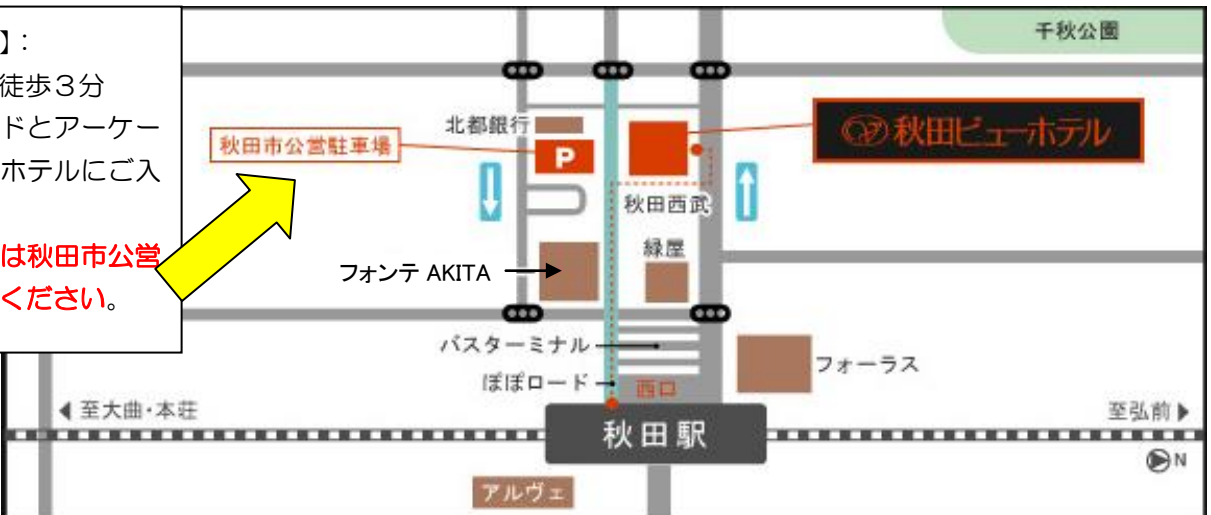 】:
徒歩３分
ドとアーケー
ホテルにご入
は秋田市公営
ください。
千秋公園
北都銀行
秋田市公営駐車場
P
秋田ビューホテル
秋田西武
緑屋
フォンテ AKITA
バスターミナル
ぽぽロード
西口
フォーラス
至大曲・本荘
至弘前
秋田駅
N
アルヴェ